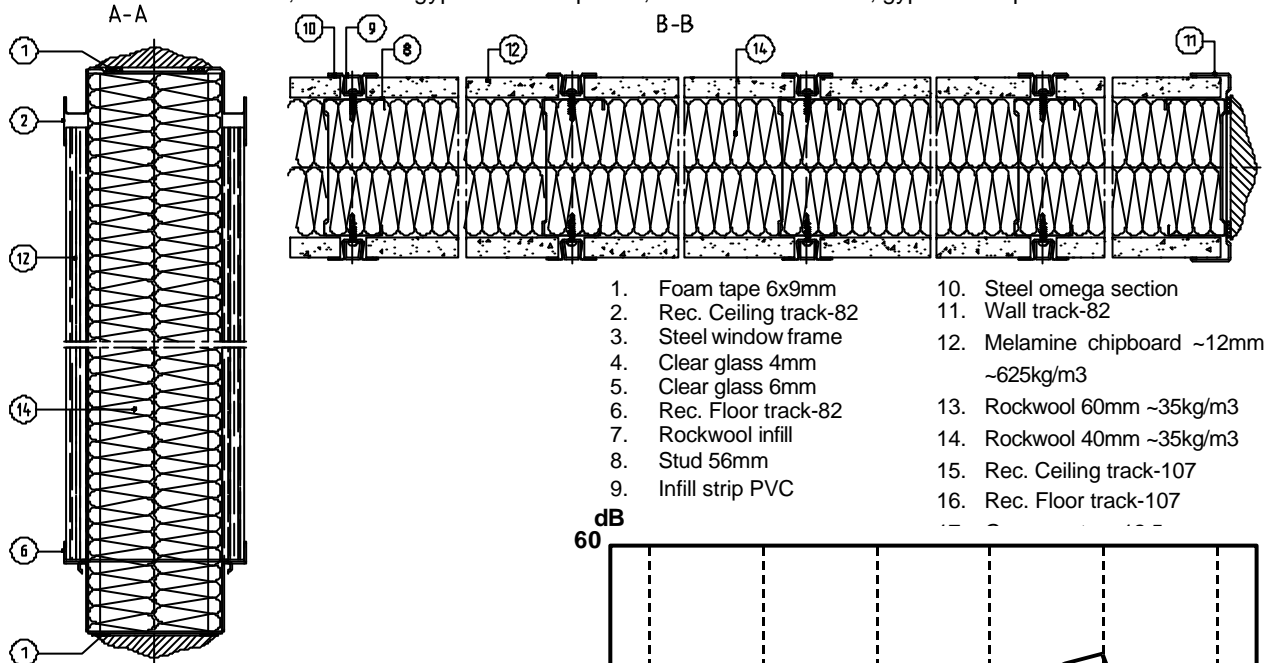 A-A
B-B
1
2
12
14
6
1
10
9
8
12
14
11
1. Foam tape 6x9mm
2. Rec. Ceiling track-82
3. Steel window frame
4. Clear glass 4mm
5. Clear glass 6mm
6. Rec. Floor track-82
7. Rockwool infill
8. Stud 56mm
9. Infill strip PVC
10. Steel omega section
11. Wall track-82
12. Melamine chipboard ~12mm
~625kg/m3
13. Rockwool 60mm ~35kg/m3
14. Rockwool 40mm ~35kg/m3
15. Rec. Ceiling track-107
16. Rec. Floor track-107
dB
60